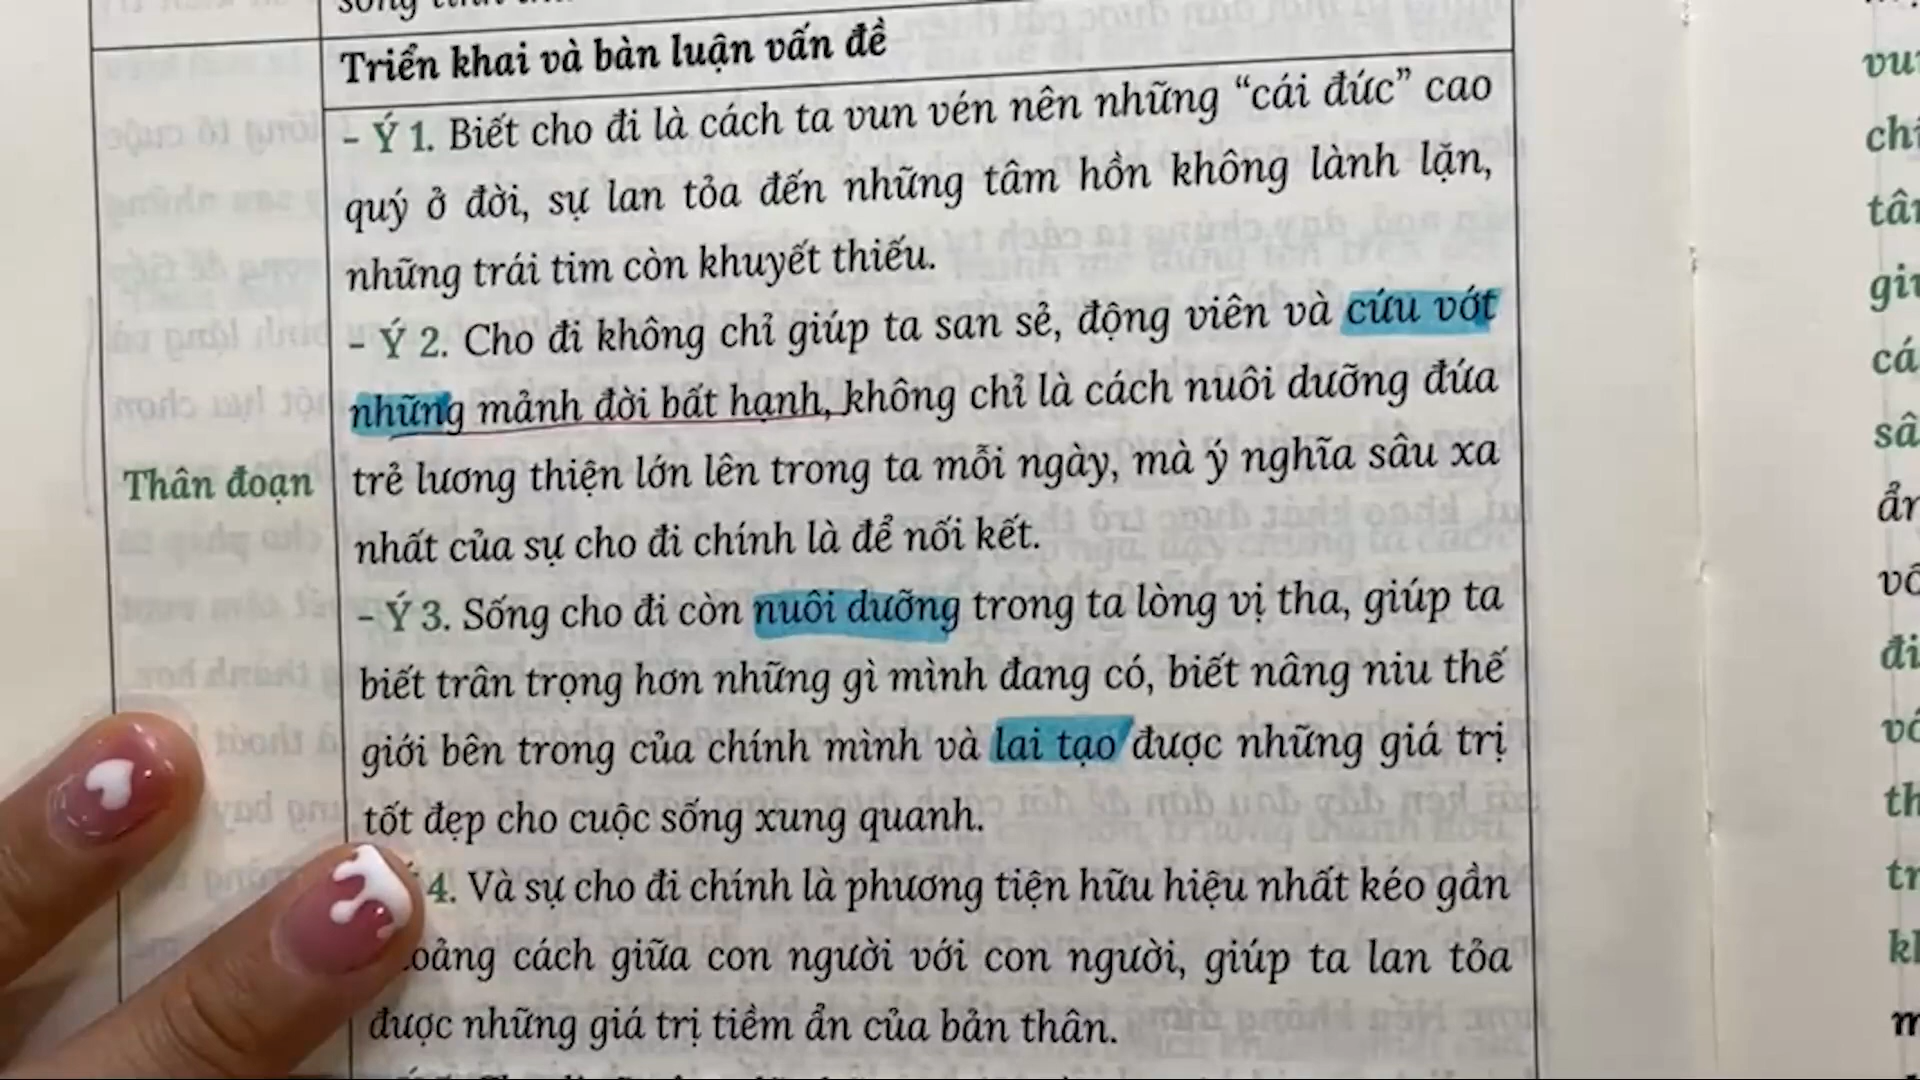 Triển khai và bàn luận vấn đề
- Ý 1. Biết cho đi là cách ta vun vén nên những “cái đức” cao
quý ở đời, sự lan tỏa đến những tâm hồn không lành lặn,
những trái tim còn khuyết thiếu.
- Ý 2. Cho đi không chỉ giúp ta san sẻ, động viên và cứu vớt
những mảnh đời bất hạnh, không chỉ là cách nuôi dưỡng đứa
Thân đoạn
trẻ lương thiện lớn lên trong ta mỗi ngày, mà ý nghĩa sâu xa
nhất của sự cho đi chính là để nối kết.
- Ý 3. Sống cho đi còn nuôi dưỡng trong ta lòng vị tha, giúp ta
biết trân trọng hơn những gì mình đang có, biết nâng niu thế
giới bên trong của chính mình và lai tạo được những giá trị
tốt đẹp cho cuộc sống xung quanh.
4. Và sự cho đi chính là phương tiện hữu hiệu nhất kéo gần
cách giữa con người với con người, giúp ta lan tỏa
được những giá trị tiềm ẩn của bản thân.